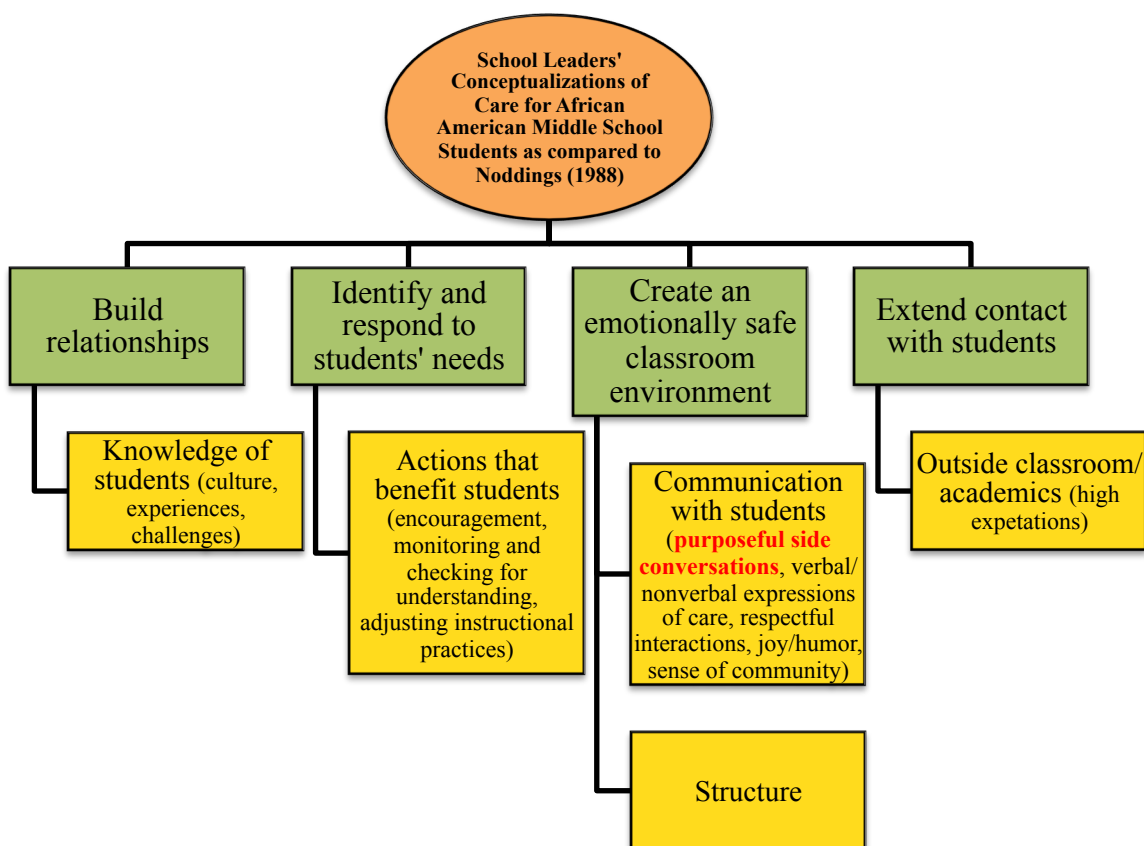 School Leaders'
Conceptualizations of
Care for African
American Middle School
Students as compared to
Noddings (1988)
Build
relationships
Knowledge of
students (culture,
experiences,
challenges)
Identify and
respond to
students' needs
Actions that
benefit students
(encouragement,
monitoring and
checking for
understanding,
adjusting instructional
practices)
Create an
emotionally safe
classroom
environment
Communication
with students
(purposeful side
conversations, verbal/
nonverbal expressions
of care, respectful
interactions, joy/humor,
sense of community)
Structure
Extend contact
with students
Outside classroom/
academics (high
expetations)